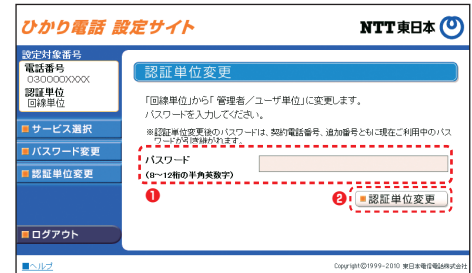 ひかり電話 設定サイト
NTT東日本
設定対象番号
電話番号
030000XXXX
認証単位
回線単位
サービス選択
パスワード変更
認証単位変更
ログアウト
ヘルプ
認証単位変更
「回線単位」から「管理者/ユーザ単位」に変更します。
パスワードを入力してください。
※認証単位変更後のパスワードは、契約電話番号、追加番号ともに現在ご利用中のパス
ワードが引き継がれます。
パスワード
(8~12桁の半角英数字)
1
2
認証単位変更
Copyright©1999-2010 東日本電信電話株式会社